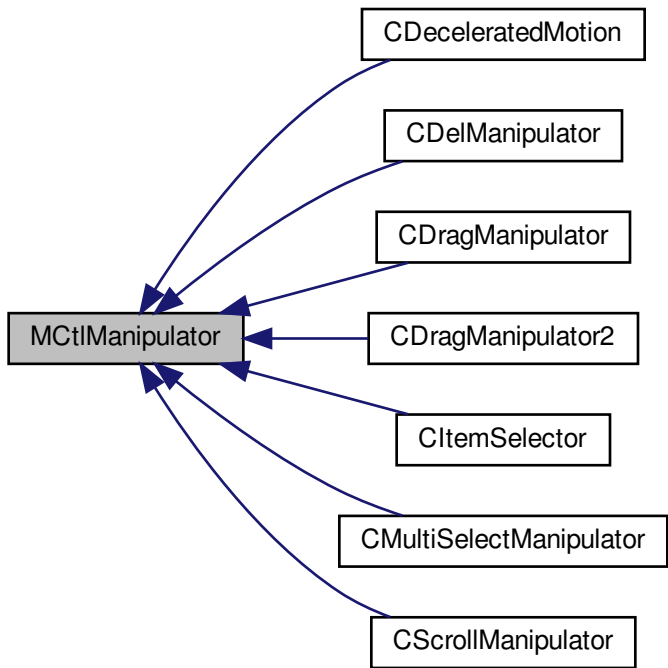 CDeceleratedMotion
CDelManipulator
CDragManipulator
MCtlManipulator
CDragManipulator2
CItemSelector
CMultiSelectManipulator
CScrollManipulator